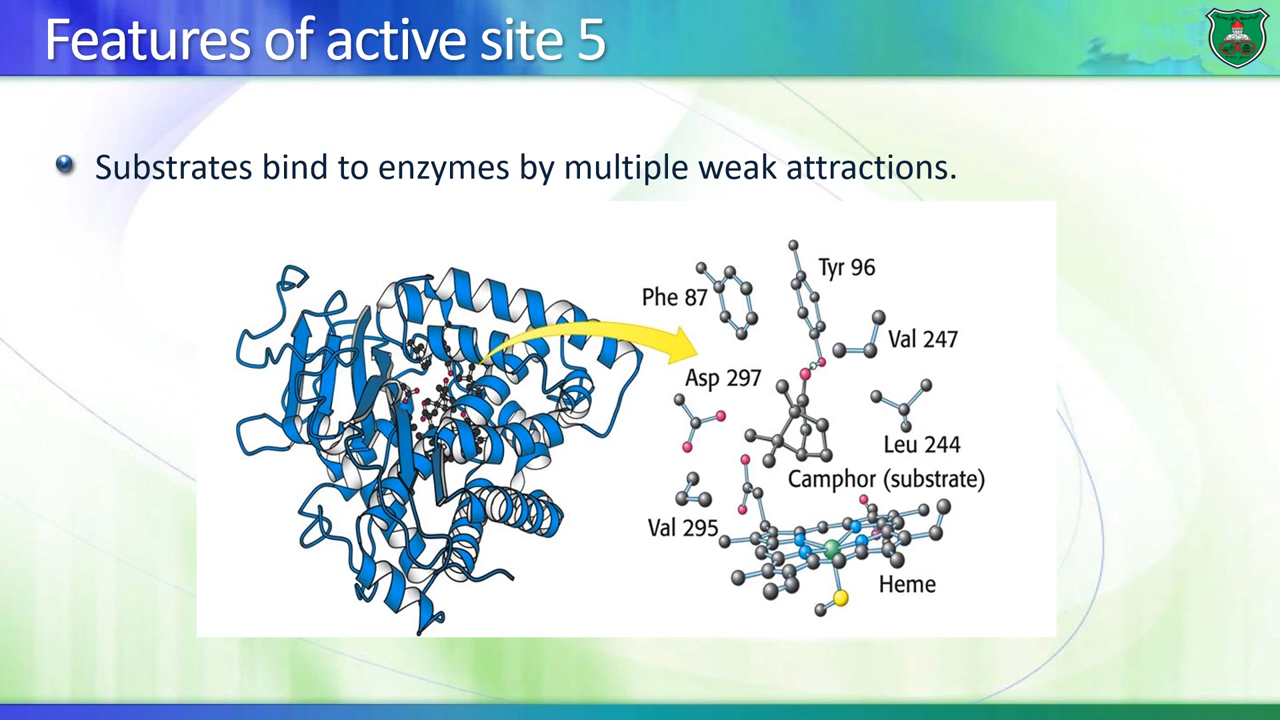 Features of active site 5
Substrates bind to enzymes by multiple weak attractions.
Tyr 96
Phe 87
Val 247
Asp 297
Leu 244
Camphor (substrate)
Val 295
Heme